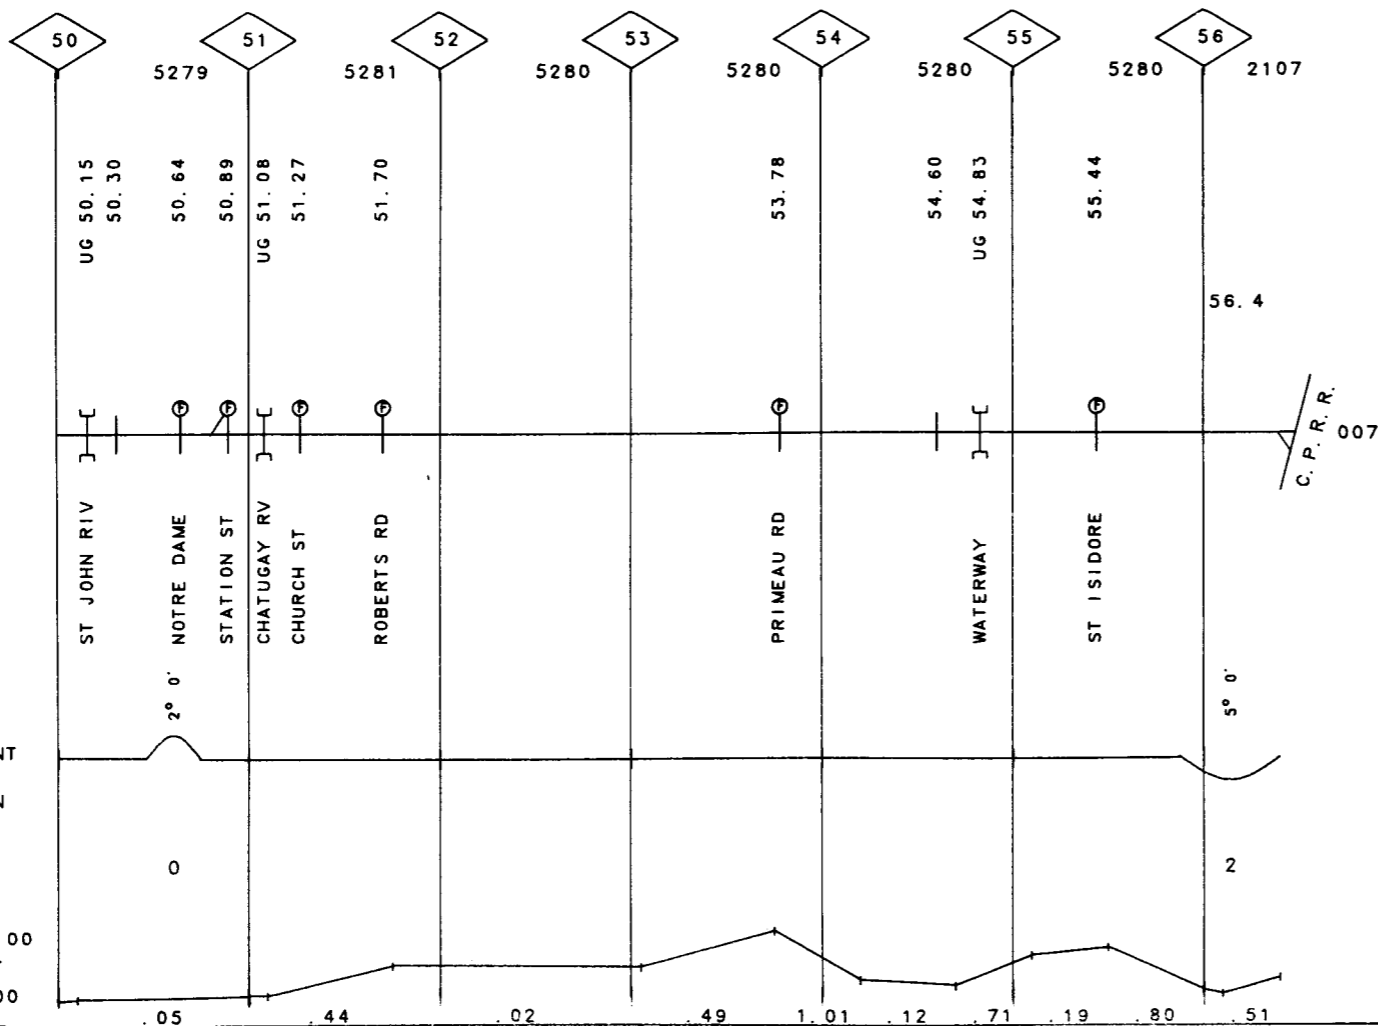 50 51 52 53 54 55 56
5279 5281 5280 5280 5280 5280 2107
UG 50.15
50.30
50.64
50.89
UG 51.08
51.27
51.70
53.78
54.60
UG 54.83
55.44
56.4
F F F F F F
C. P. R. R.
007
ST JOHN RIV
NOTRE DAME
STATION ST
CHATUGAY RV
CHURCH ST
ROBERTS RD
PRIMEAU RD
WATERWAY
ST ISIDORE
2° 0'
5° 0'
NT
N
0 2
00
00
.05 .44 .02 .49 1.01 .12 .71 .19 .80 .51